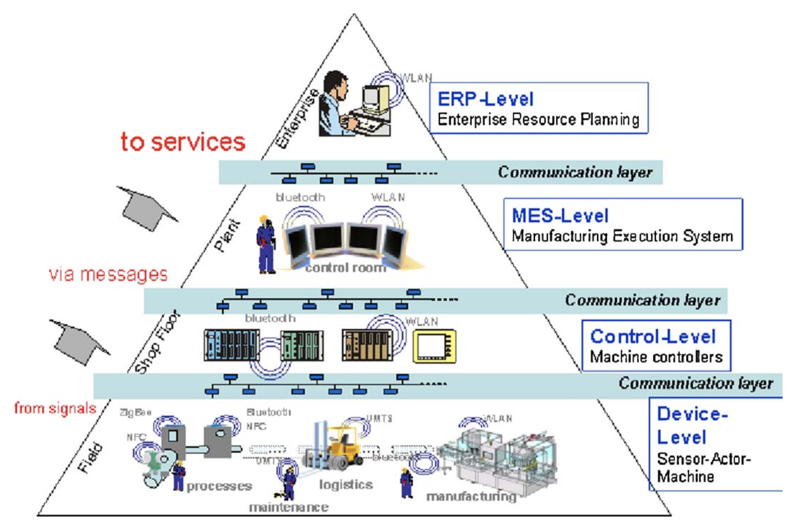 WLAN
Enterprise
ERP-Level
Enterprise Resource Planning
to services
Communication layer
bluetooth
WLAN
Plant
MES-Level
Manufacturing Execution System
control room
via messages
Communication layer
bluetooth
WLAN
Shop Floor
Control-Level
Machine controllers
Communication layer
from signals
ZigBee
Bluetooth
NFC
UMTS
WLAN
NFC
Field
UMTS
bluetooth
processes
logistics
manufacturing
maintenance
Device-
Level
Sensor-Actor-
Machine